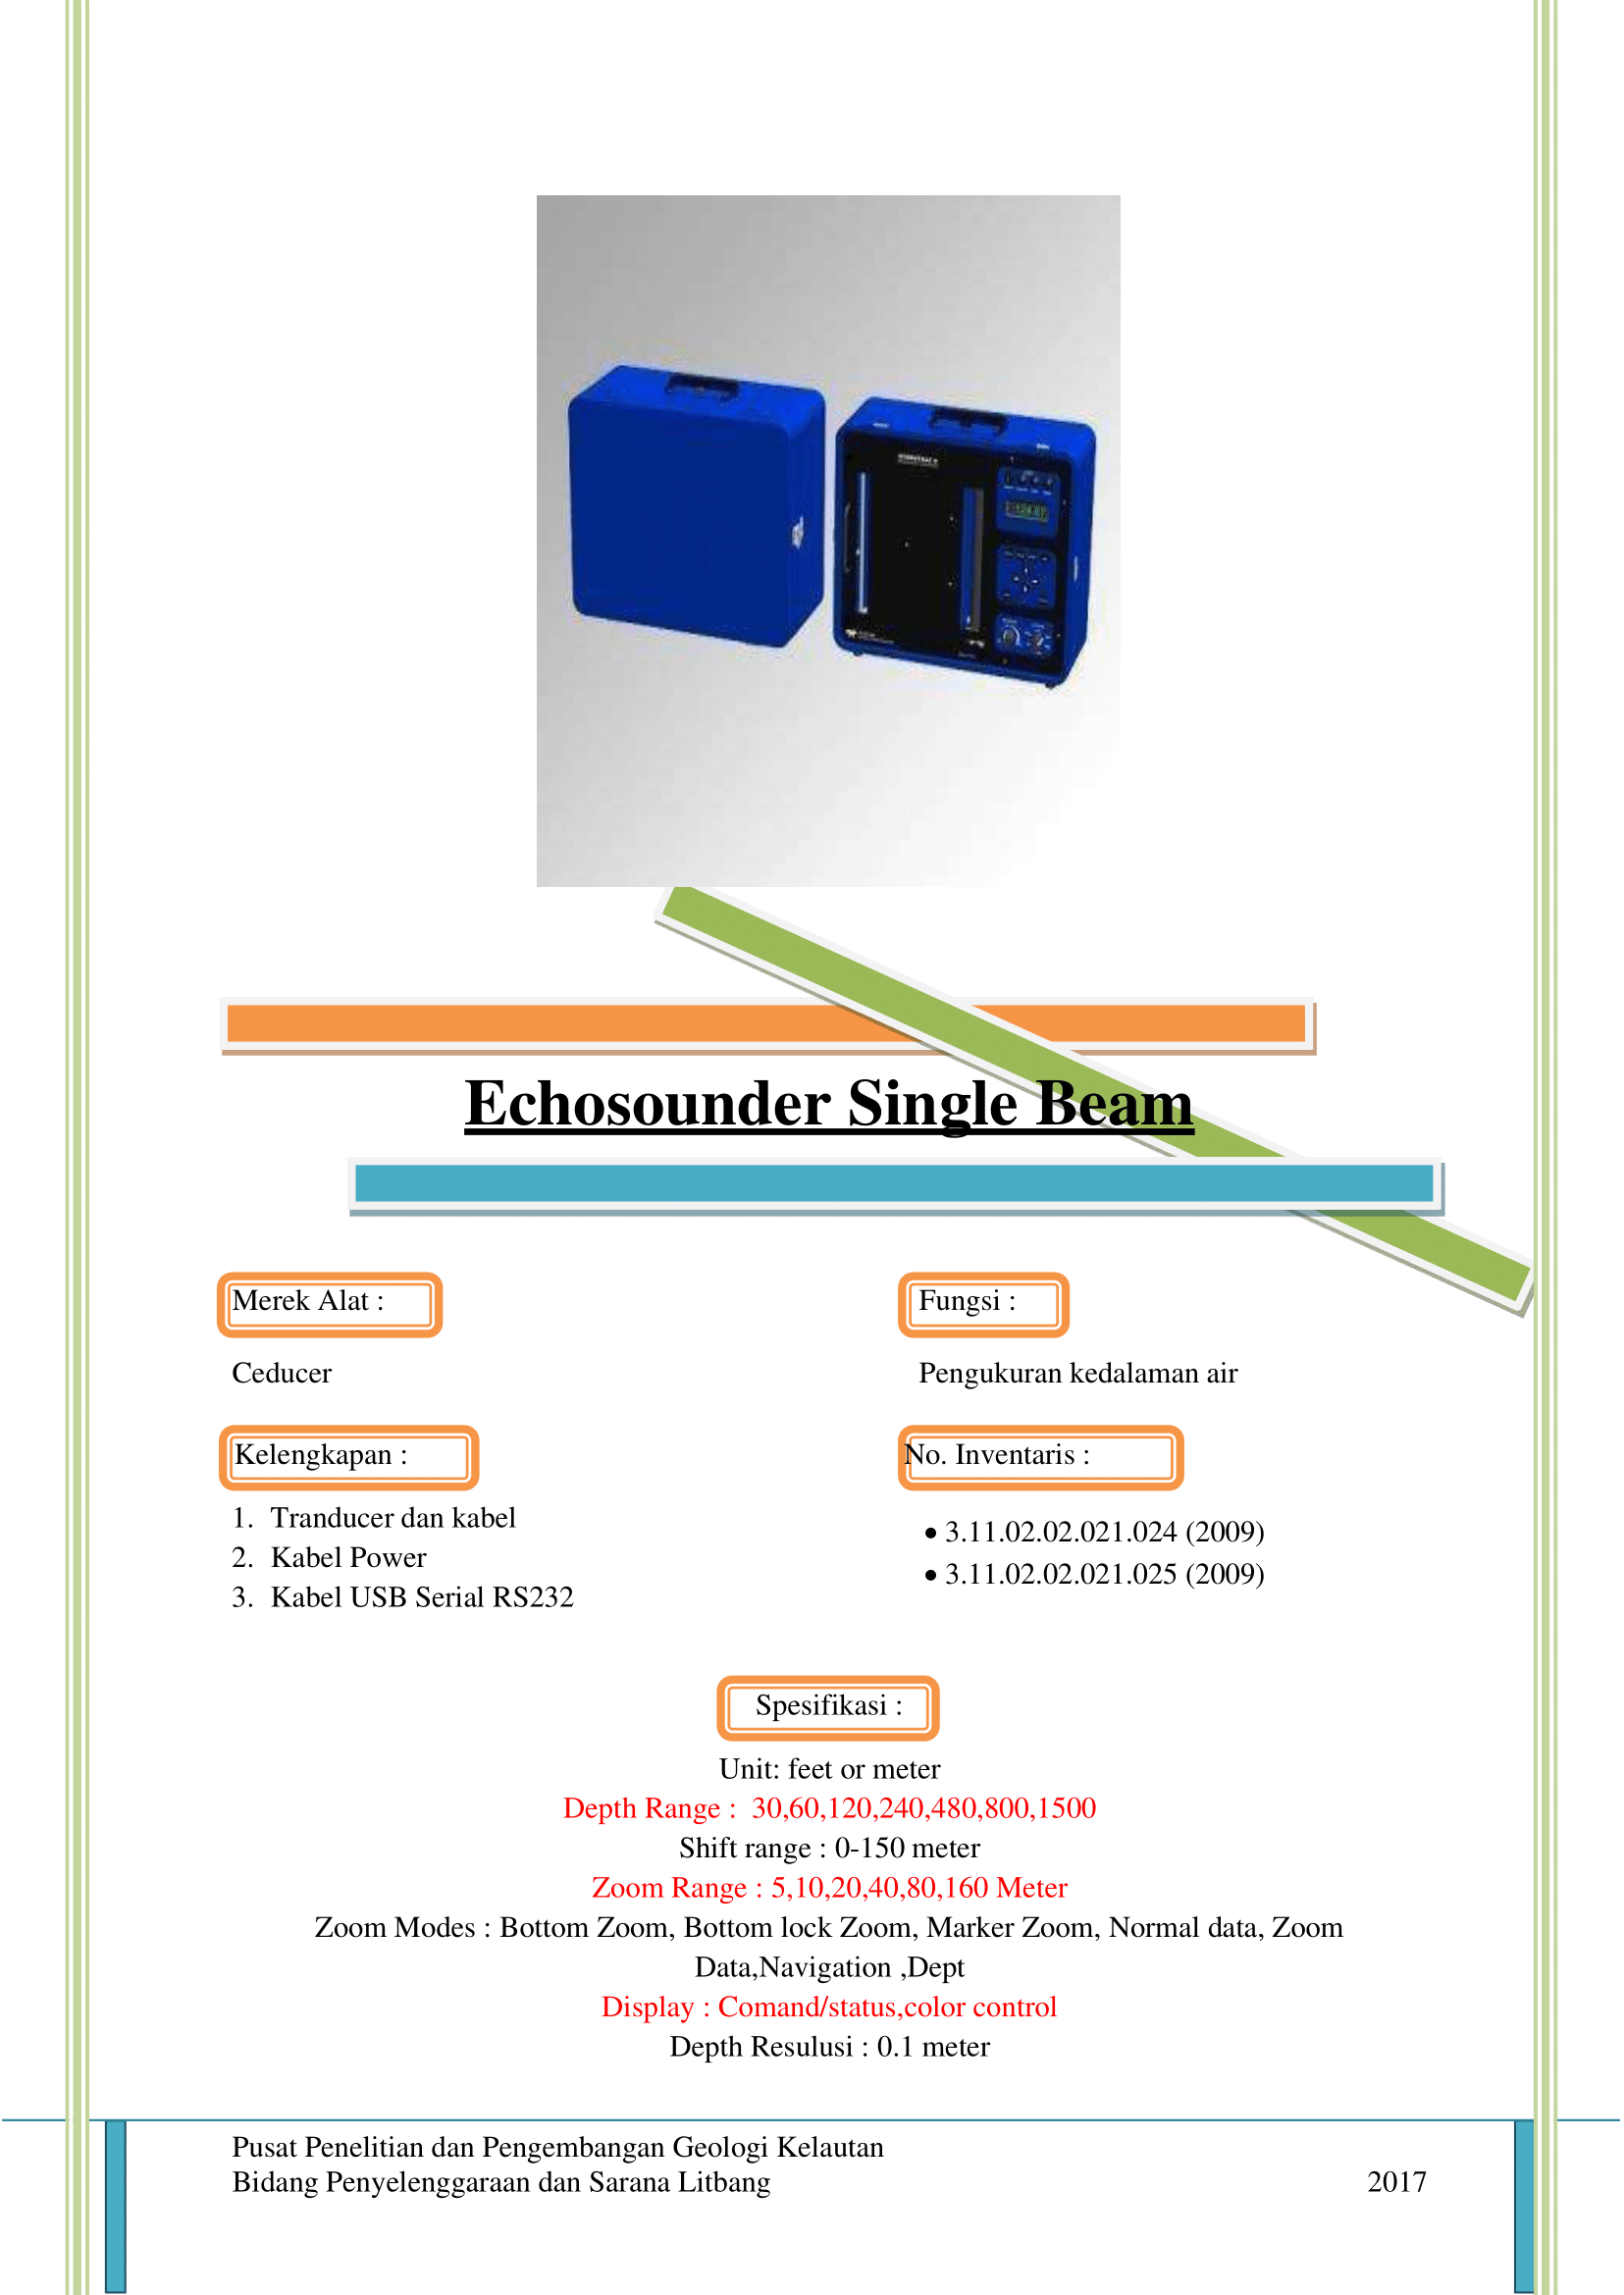 Echosounder Single Beam
Merek Alat :
Ceducer
Fungsi :
Pengukuran kedalaman air
Kelengkapan :
1. Tranducer dan kabel
2. Kabel Power
3. Kabel USB Serial RS232
No. Inventaris :
• 3.11.02.02.021.024 (2009)
• 3.11.02.02.021.025 (2009)
Spesifikasi :
Unit: feet or meter
Depth Range : 30,60,120,240,480,800,1500
Shift range : 0-150 meter
Zoom Range : 5,10,20,40,80,160 Meter
Zoom Modes : Bottom Zoom, Bottom lock Zoom, Marker Zoom, Normal data, Zoom
Data,Navigation ,Dept
Display : Comand/status,color control
Depth Resulusi : 0.1 meter
Pusat Penelitian dan Pengembangan Geologi Kelautan
Bidang Penyelenggaraan dan Sarana Litbang 2017